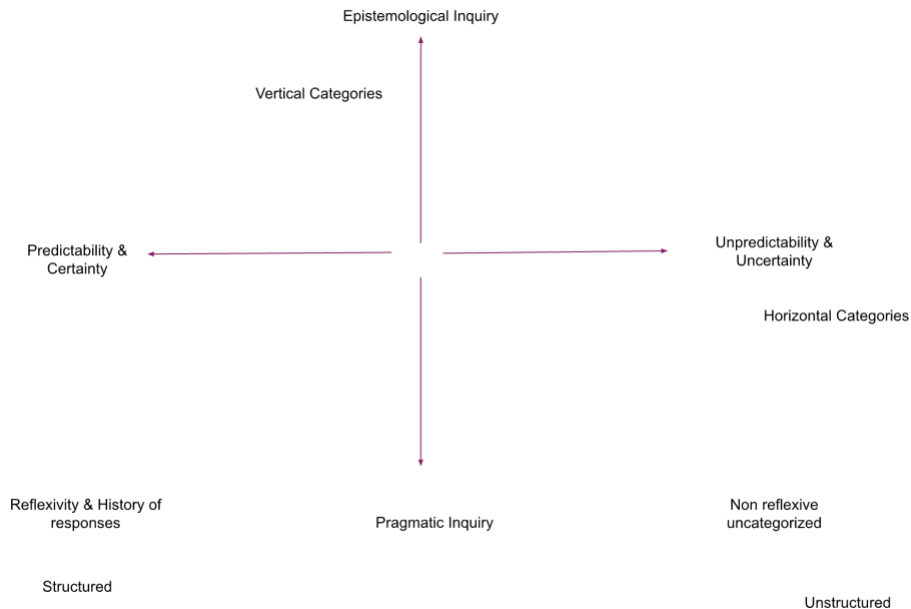 Epistemological Inquiry
Vertical Categories
Predictability &
Certainty
Unpredictability &
Uncertainty
Horizontal Categories
Reflexivity & History of
responses
Pragmatic Inquiry
Non reflexive
uncategorized
Structured
Unstructured